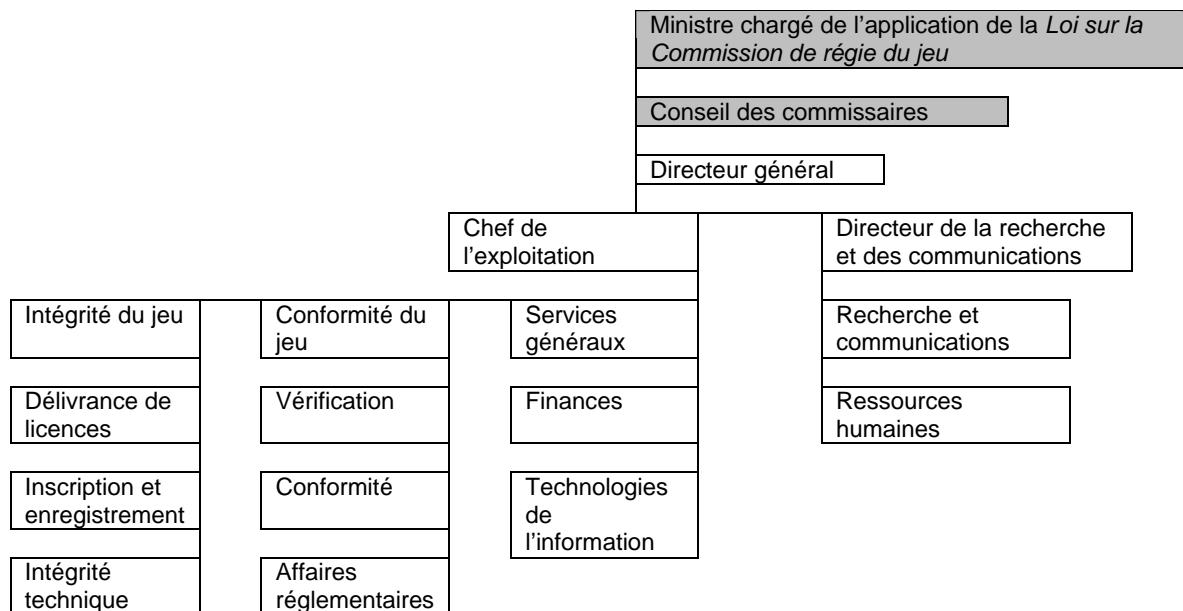 Ministre chargé de l’application de la Loi sur la
Commission de régie du jeu
Conseil des commissaires
Directeur général
Chef de
l’exploitation
Directeur de la recherche
et des communications
Intégrité du jeu
Conformité du
jeu
Services
généraux
Recherche et
communications
Délivrance de
licences
Vérification
Finances
Ressources
humaines
Inscription et
enregistrement
Conformité
Technologies
de
l’information
Intégrité
technique
Affaires
réglementaires